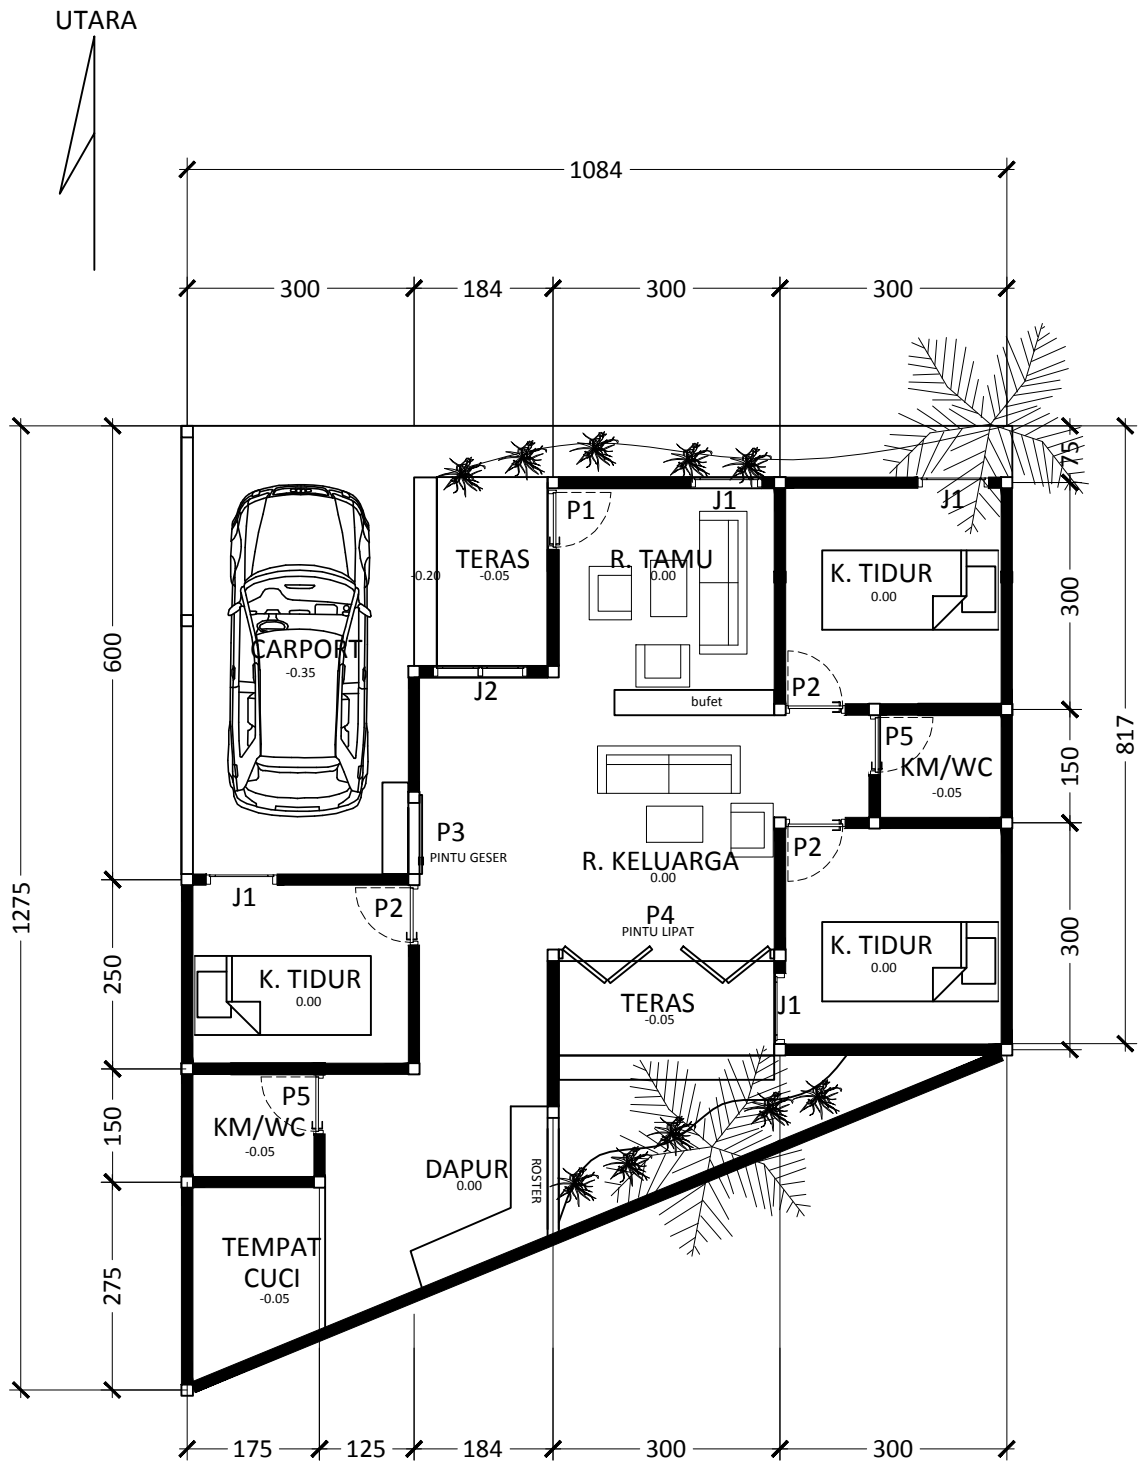 UTARA
1084
300
184
300
300
75
P1
J1
J1
TERAS
-0.05
-0.20
R. TAMU
0.00
K. TIDUR
0.00
300
600
CARPORT
-0.35
J2
P2
bufet
P5
KM/WC
-0.05
150
817
P3
PINTU GESER
P2
R. KELUARGA
0.00
J1
P2
P4
PINTU LIPAT
1275
250
K. TIDUR
0.00
K. TIDUR
0.00
300
TERAS
-0.05
J1
150
P5
KM/WC
-0.05
DAPUR
0.00
ROSTER
TEMPAT
CUCI
-0.05
275
175
125
184
300
300